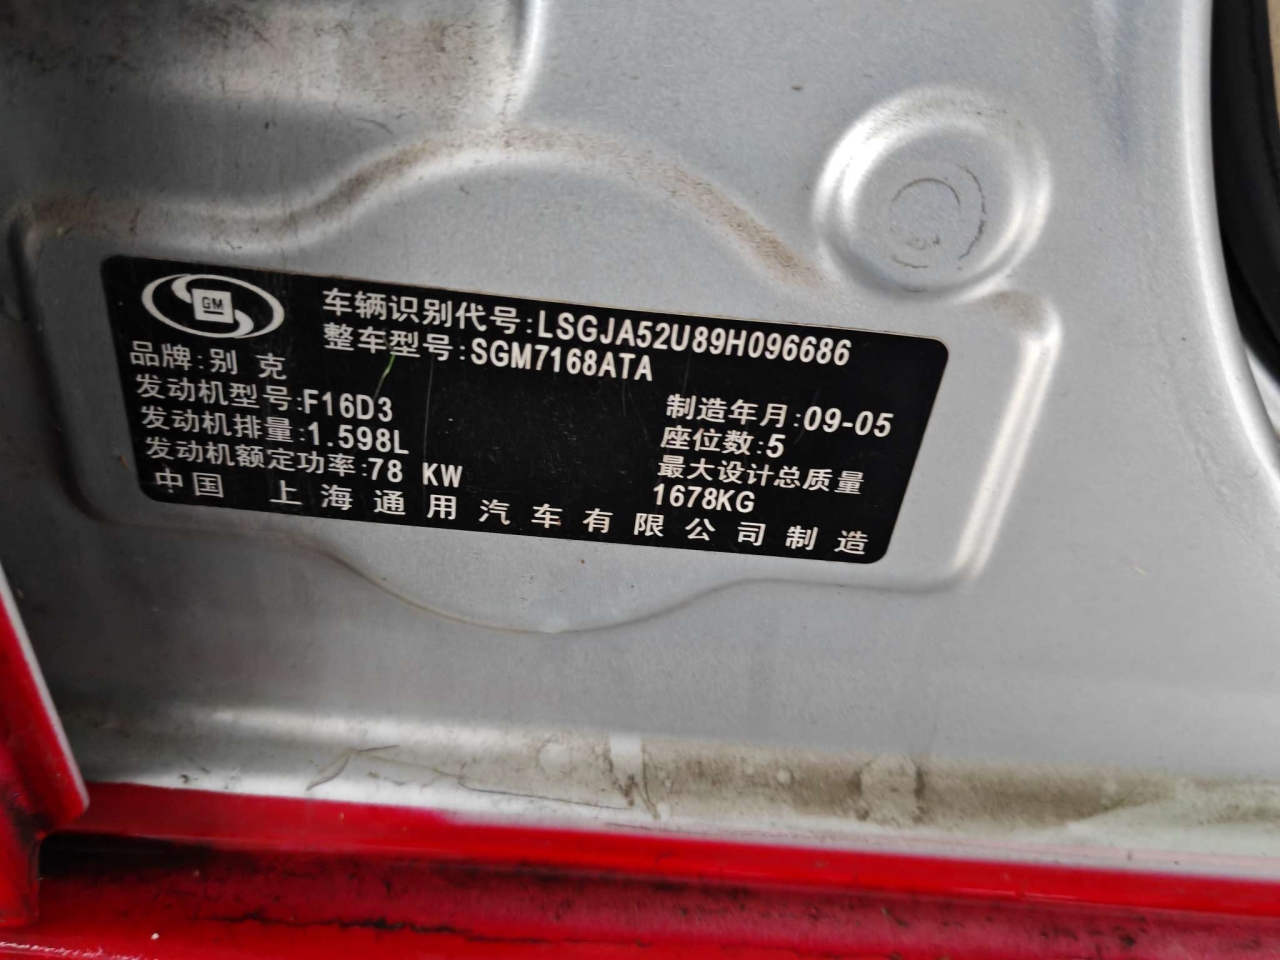 GM
车辆识别代号:LSGJA52U89H096686
整车型号:SGM7168ATA
品牌:别克
发动机型号:F16D3
制造年月:09-05
发动机排量:1.598L
座位数:5
发动机额定功率:78 KW
最大设计总质量
1678KG
中国 上海通用汽车有限公司制造